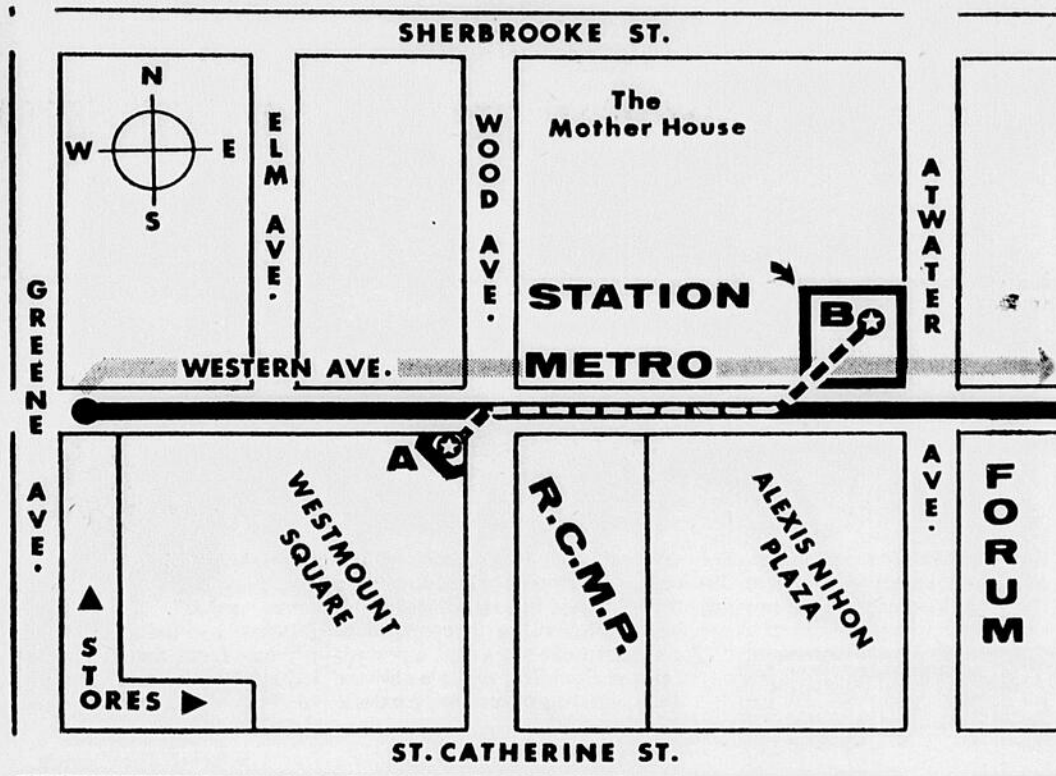 SHERBROOKE ST.
N
W E
S
ELM AVE.
WOOD AVE.
The
Mother House
ATWATER AVE.
GREENE AVE.
STATION
METRO
B
WESTERN AVE.
A
WESTMOUNT
SQUARE
R.C.M.P.
ALEXIS NIHON
PLAZA
FORUM
STORES
ST. CATHERINE ST.